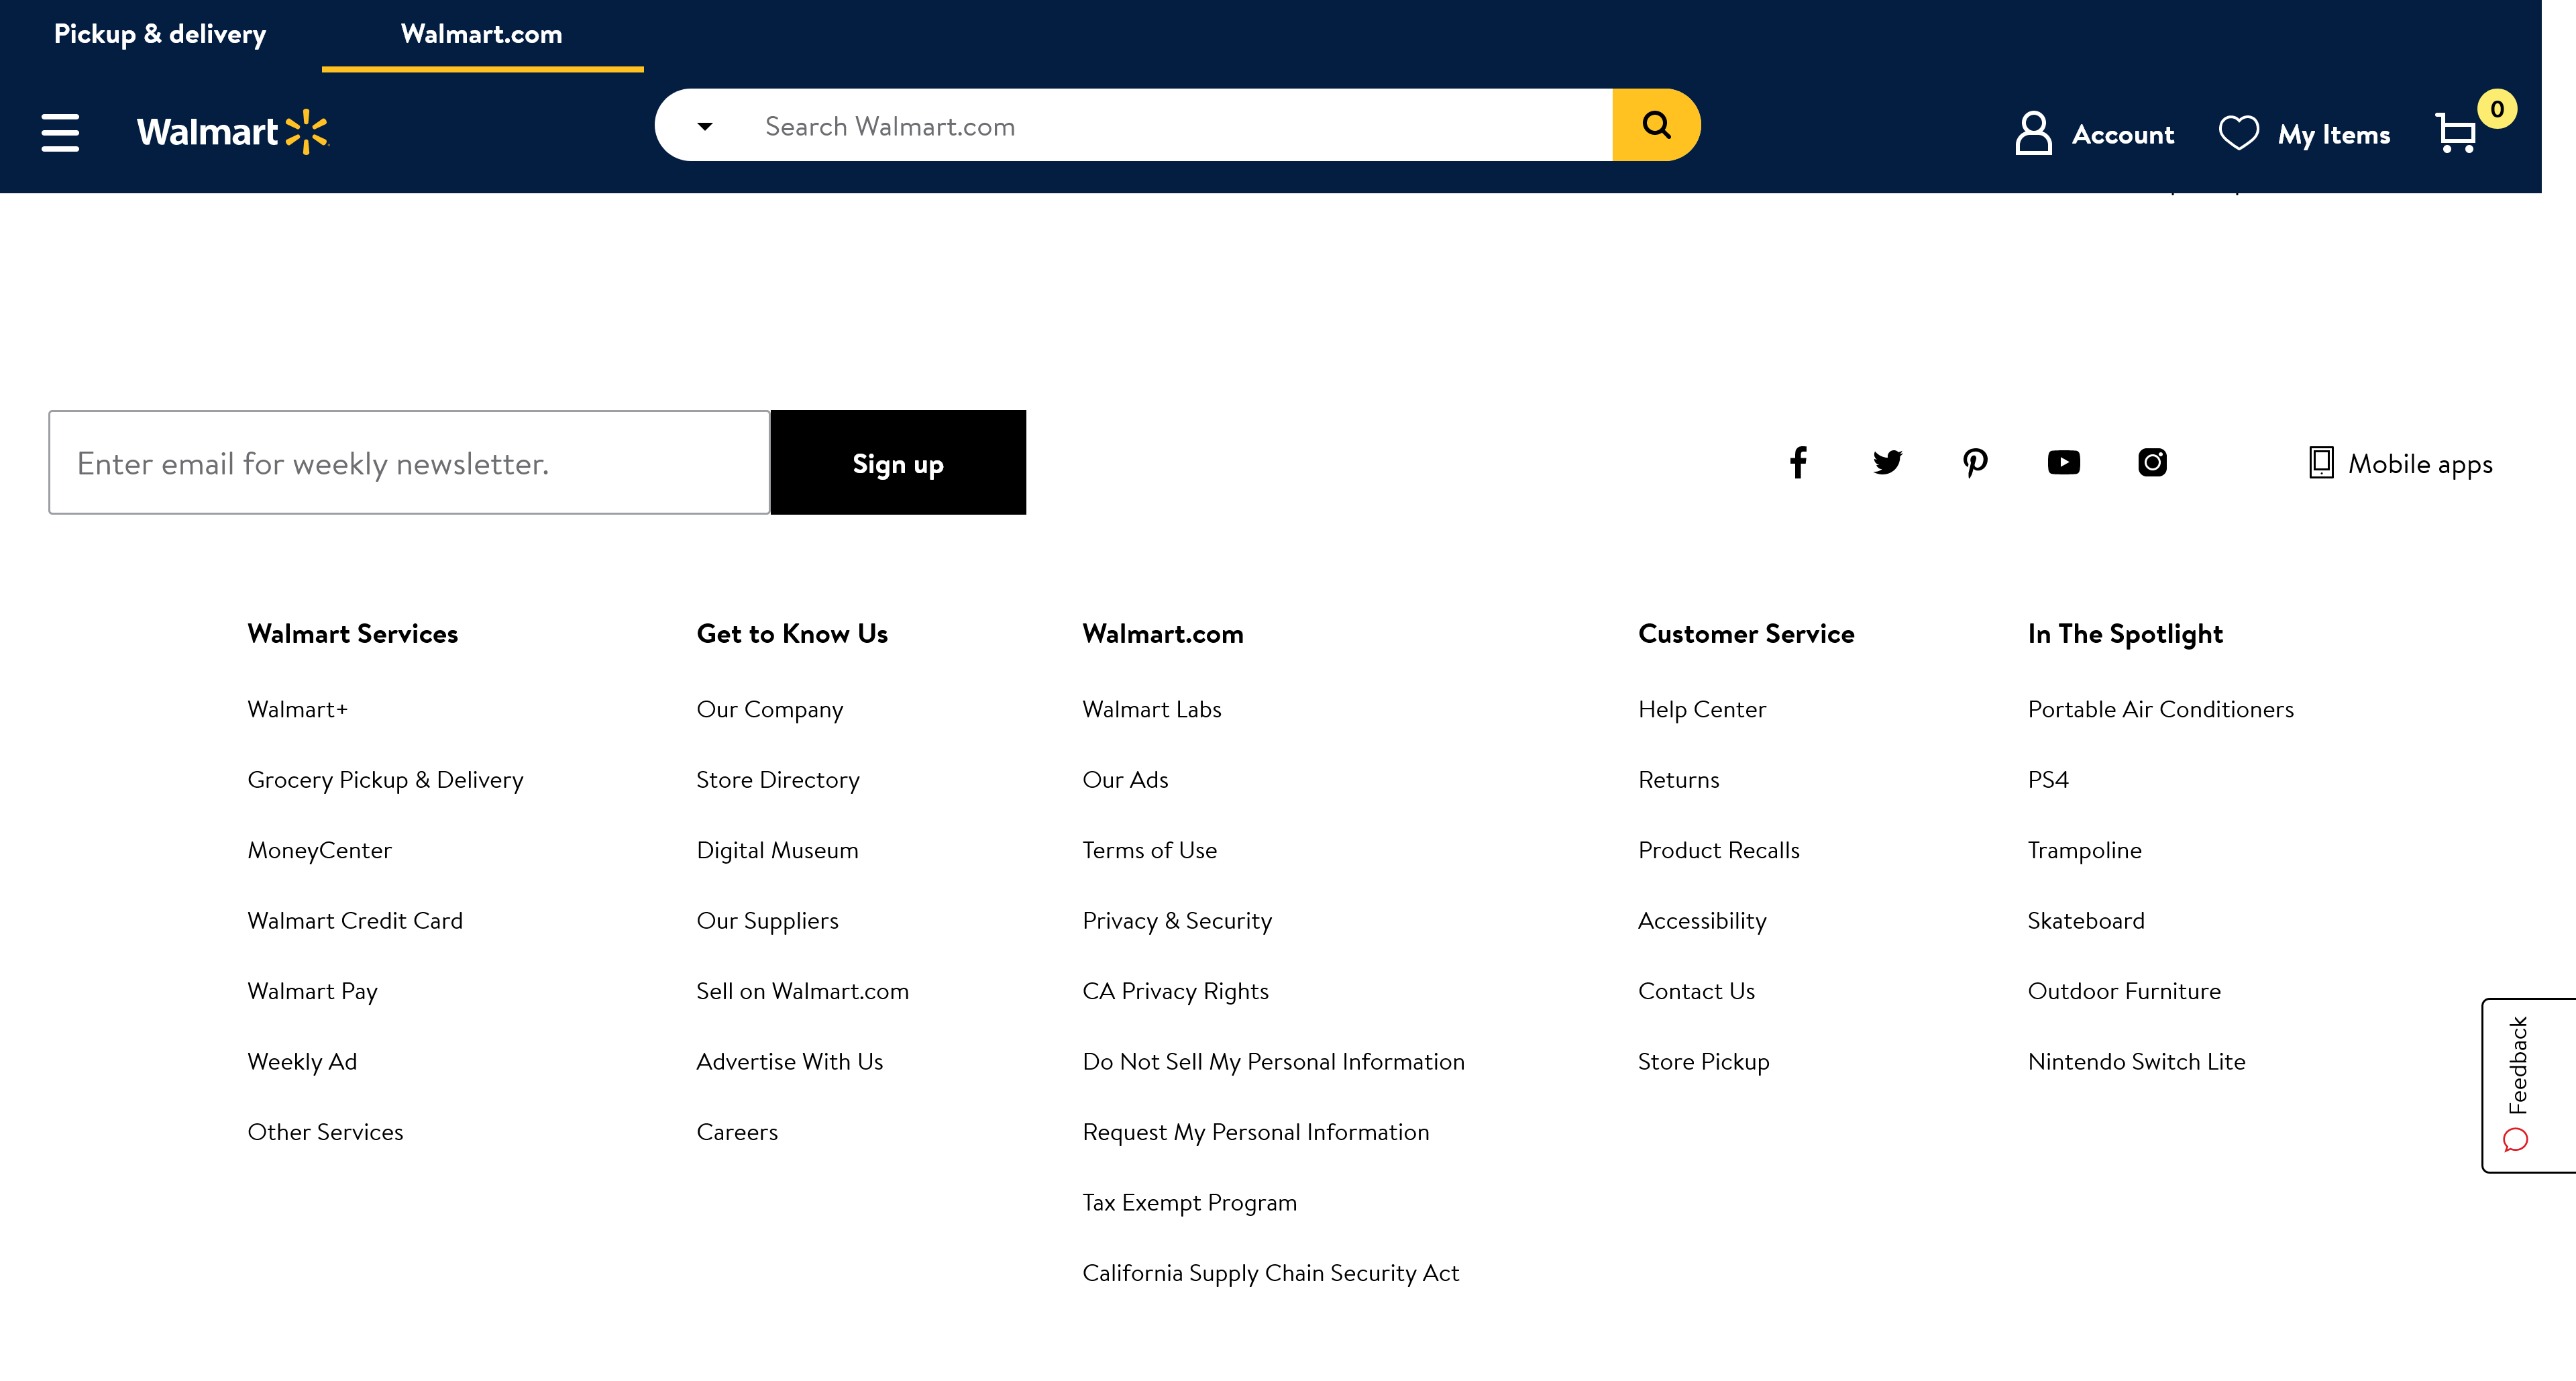 Pickup & delivery
Walmart.com
Walmart
Search Walmart.com
Account
My Items
0
Enter email for weekly newsletter.
Sign up
Mobile apps
Walmart Services
Walmart+
Grocery Pickup & Delivery
MoneyCenter
Walmart Credit Card
Walmart Pay
Weekly Ad
Other Services
Get to Know Us
Our Company
Store Directory
Digital Museum
Our Suppliers
Sell on Walmart.com
Advertise With Us
Careers
Walmart.com
Walmart Labs
Our Ads
Terms of Use
Privacy & Security
CA Privacy Rights
Do Not Sell My Personal Information
Request My Personal Information
Tax Exempt Program
California Supply Chain Security Act
Customer Service
Help Center
Returns
Product Recalls
Accessibility
Contact Us
Store Pickup
In The Spotlight
Portable Air Conditioners
PS4
Trampoline
Skateboard
Outdoor Furniture
Nintendo Switch Lite
Feedback